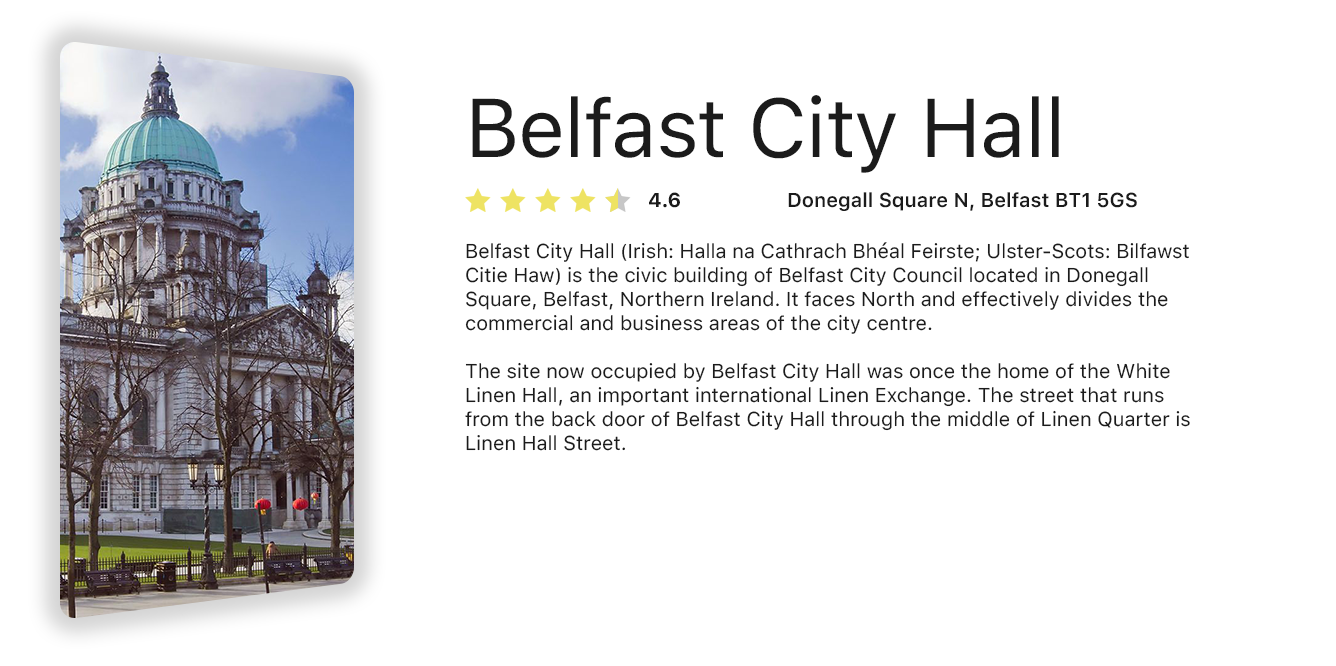 Belfast City Hall
4.6
Donegall Square N, Belfast BT1 5GS
Belfast City Hall (Irish: Halla na Cathrach Bhéal Feirste; Ulster-Scots: Bilfawst
Citie Haw) is the civic building of Belfast City Council located in Donegall
Square, Belfast, Northern Ireland. It faces North and effectively divides the
commercial and business areas of the city centre.
The site now occupied by Belfast City Hall was once the home of the White
Linen Hall, an important international Linen Exchange. The street that runs
from the back door of Belfast City Hall through the middle of Linen Quarter is
Linen Hall Street.